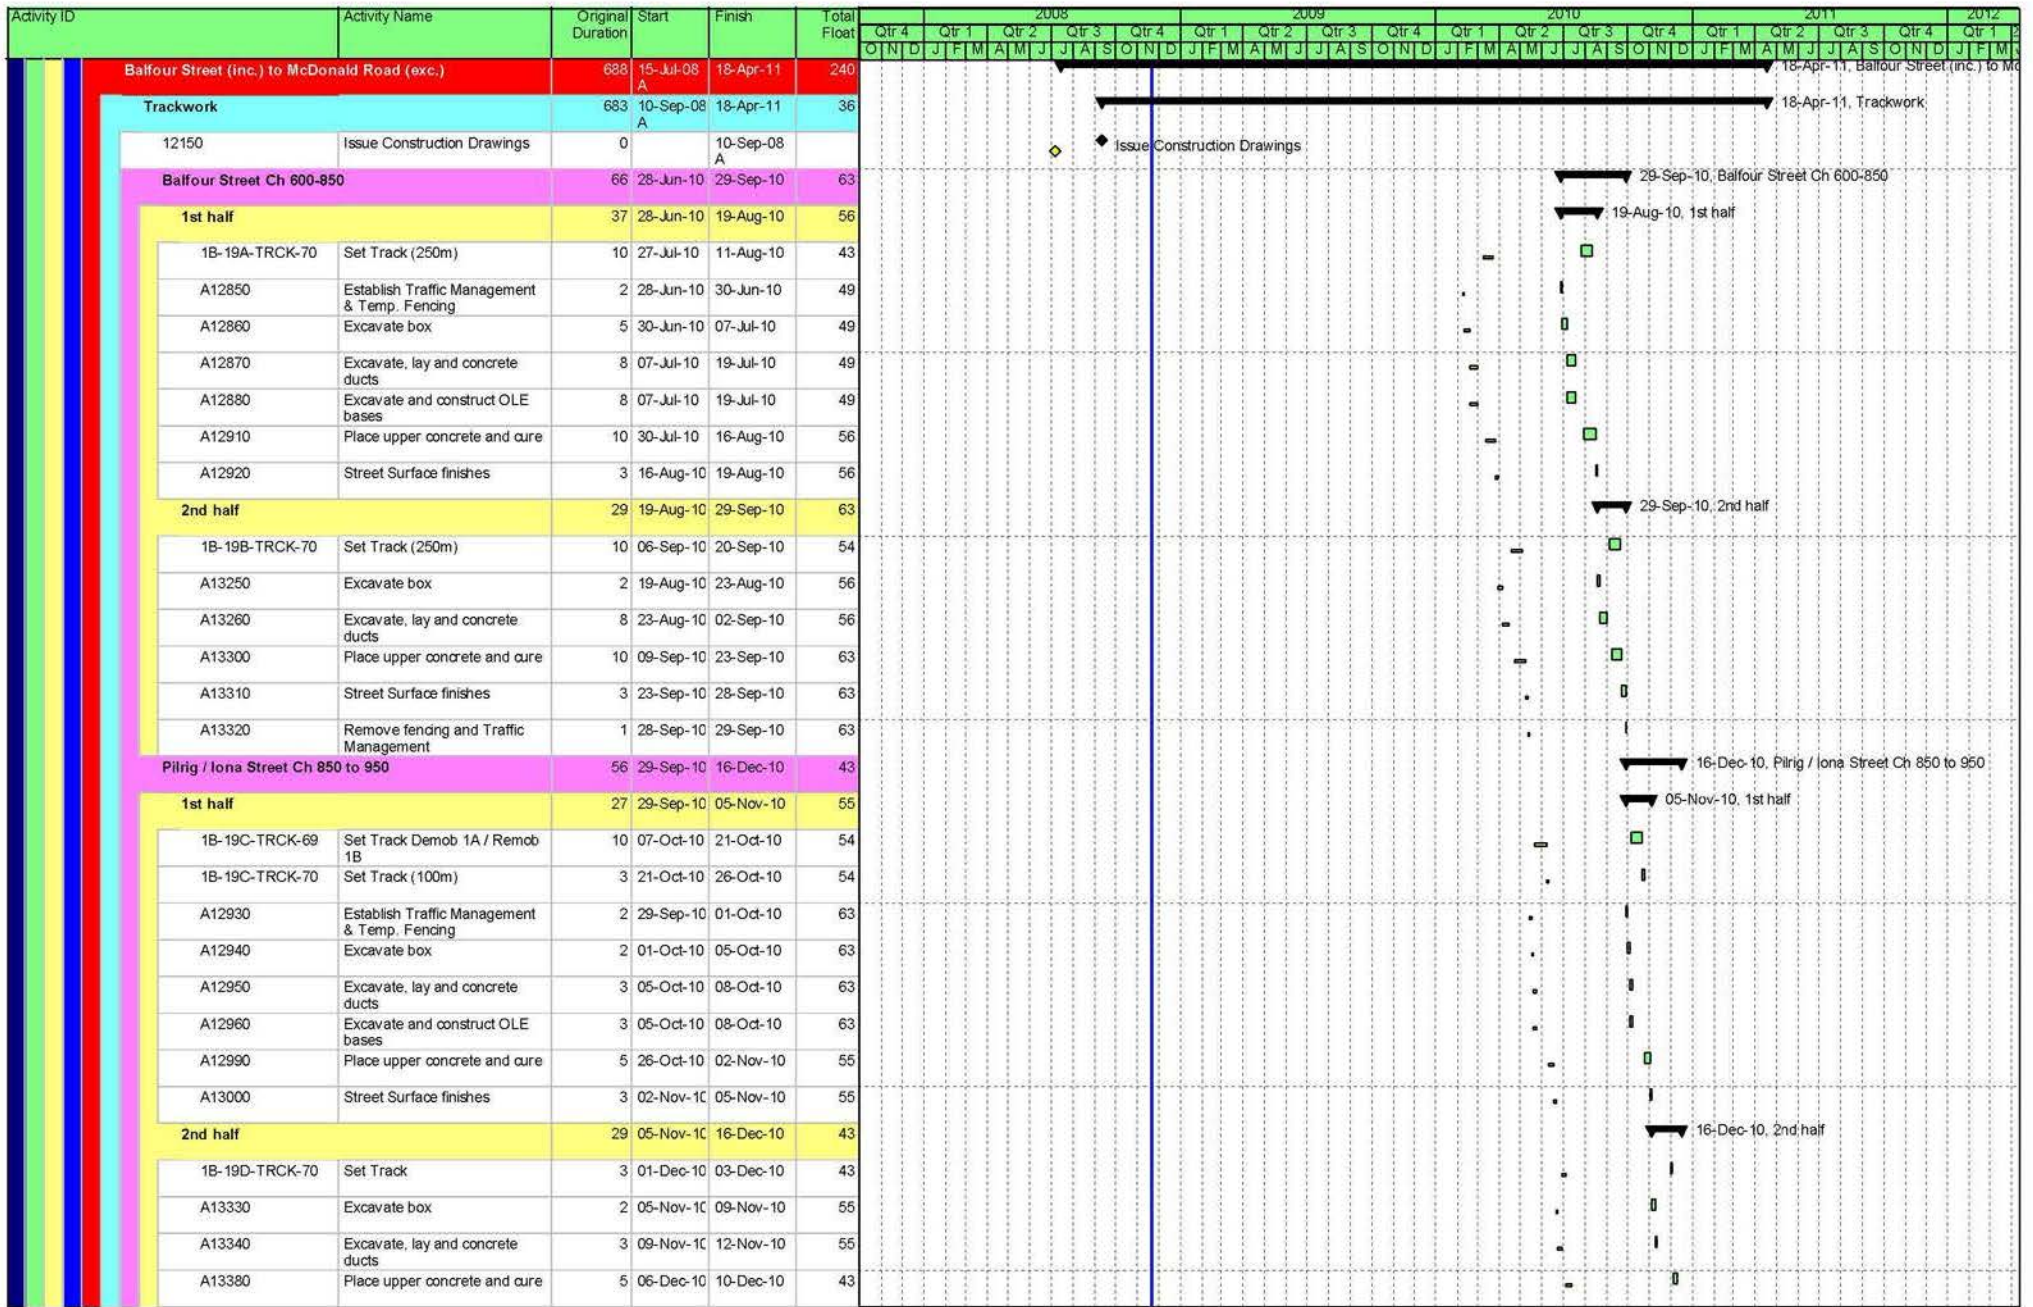 Activity ID Activity Name Original Duration Start Finish Total Float
2008 2009 2010 2011 2012
Qtr 4 Qtr 1 Qtr 2 Qtr 3 Qtr 4 Qtr 1 Qtr 2 Qtr 3 Qtr 4 Qtr 1 Qtr 2 Qtr 3 Qtr 4 Qtr 1 Qtr 2 Qtr 3 Qtr 4 Qtr 1
O N D J F M A M J J A S O N D J F M A M J J A S O N D J F M A M J J A S O N D J F M A M J J A S O N D J F M
Balfour Street (inc.) to McDonald Road (exc.) 688 15-Jul-08 A 18-Apr-11 240 18-Apr-11, Balfour Street (inc.) to Mc
Trackwork 683 10-Sep-08 A 18-Apr-11 36 18-Apr-11, Trackwork
12150 Issue Construction Drawings 0 10-Sep-08 A Issue Construction Drawings
Balfour Street Ch 600-850 66 28-Jun-10 29-Sep-10 63 29-Sep-10, Balfour Street Ch 600-850
1st half 37 28-Jun-10 19-Aug-10 56 19-Aug-10, 1st half
1B-19A-TRCK-70 Set Track (250m) 10 27-Jul-10 11-Aug-10 43
A12850 Establish Traffic Management & Temp. Fencing 2 28-Jun-10 30-Jun-10 49
A12860 Excavate box 5 30-Jun-10 07-Jul-10 49
A12870 Excavate, lay and concrete ducts 8 07-Jul-10 19-Jul-10 49
A12880 Excavate and construct OLE bases 8 07-Jul-10 19-Jul-10 49
A12910 Place upper concrete and cure 10 30-Jul-10 16-Aug-10 56
A12920 Street Surface finishes 3 16-Aug-10 19-Aug-10 56
2nd half 29 19-Aug-10 29-Sep-10 63 29-Sep-10, 2nd half
1B-19B-TRCK-70 Set Track (250m) 10 06-Sep-10 20-Sep-10 54
A13250 Excavate box 2 19-Aug-10 23-Aug-10 56
A13260 Excavate, lay and concrete ducts 8 23-Aug-10 02-Sep-10 56
A13300 Place upper concrete and cure 10 09-Sep-10 23-Sep-10 63
A13310 Street Surface finishes 3 23-Sep-10 28-Sep-10 63
A13320 Remove fencing and Traffic Management 1 28-Sep-10 29-Sep-10 63
Pilrig / Iona Street Ch 850 to 950 56 29-Sep-10 16-Dec-10 43 16-Dec-10, Pilrig / Iona Street Ch 850 to 950
1st half 27 29-Sep-10 05-Nov-10 55 05-Nov-10, 1st half
1B-19C-TRCK-69 Set Track Demob 1A / Remob 1B 10 07-Oct-10 21-Oct-10 54
1B-19C-TRCK-70 Set Track (100m) 3 21-Oct-10 26-Oct-10 54
A12930 Establish Traffic Management & Temp. Fencing 2 29-Sep-10 01-Oct-10 63
A12940 Excavate box 2 01-Oct-10 05-Oct-10 63
A12950 Excavate, lay and concrete ducts 3 05-Oct-10 08-Oct-10 63
A12960 Excavate and construct OLE bases 3 05-Oct-10 08-Oct-10 63
A12990 Place upper concrete and cure 5 26-Oct-10 02-Nov-10 55
A13000 Street Surface finishes 3 02-Nov-10 05-Nov-10 55
2nd half 29 05-Nov-10 16-Dec-10 43 16-Dec-10, 2nd half
1B-19D-TRCK-70 Set Track 3 01-Dec-10 03-Dec-10 43
A13330 Excavate box 2 05-Nov-10 09-Nov-10 55
A13340 Excavate, lay and concrete ducts 3 09-Nov-10 12-Nov-10 55
A13380 Place upper concrete and cure 5 06-Dec-10 10-Dec-10 43